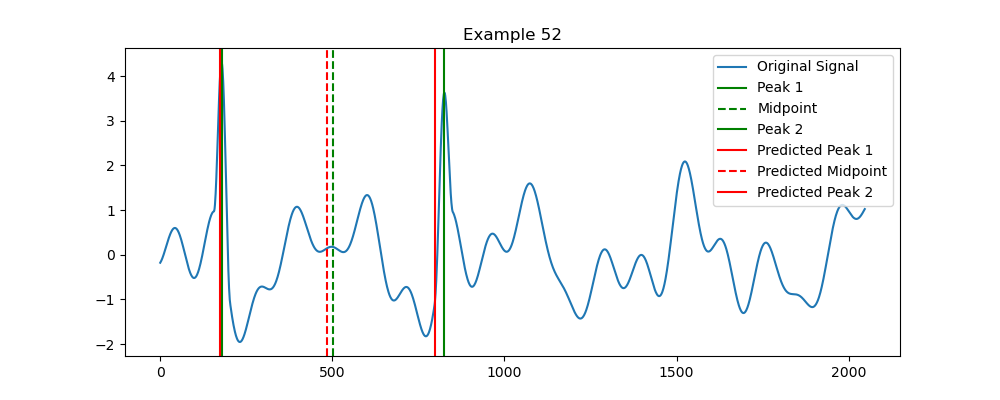 Example 52
Original Signal
Peak 1
Midpoint
Peak 2
Predicted Peak 1
Predicted Midpoint
Predicted Peak 2
4
3
2
1
0
−1
−2
0 500 1000 1500 2000